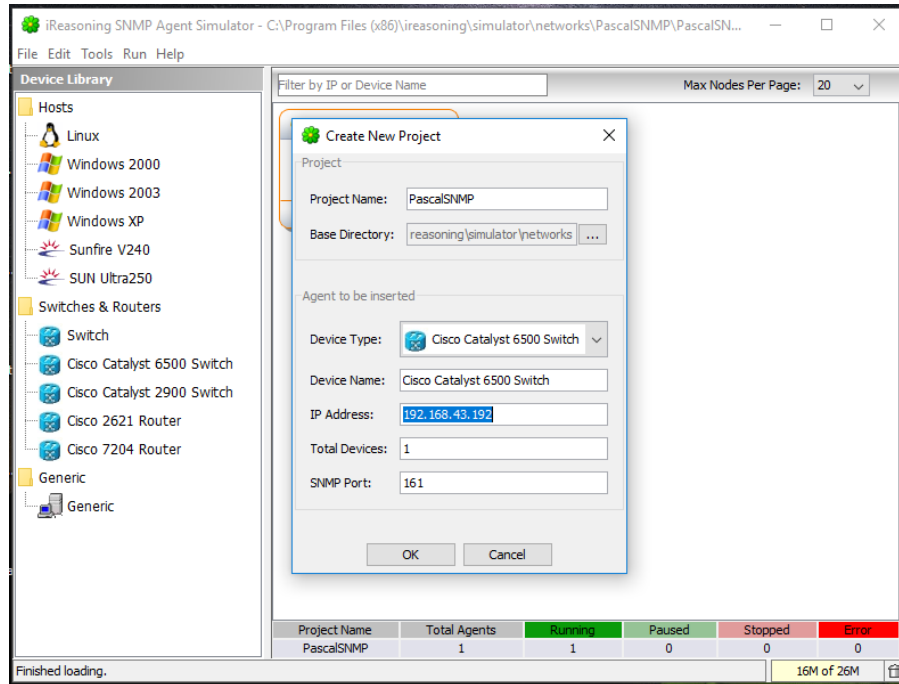 iReasoning SNMP Agent Simulator - C:\Program Files (x86)\ireasoning\simulator\networks\PascalSNMP\PascalSN...
File Edit Tools Run Help
Device Library
Filter by IP or Device Name
Max Nodes Per Page: 20
Hosts
Linux
Windows 2000
Windows 2003
Windows XP
Sunfire V240
SUN Ultra250
Switches & Routers
Switch
Cisco Catalyst 6500 Switch
Cisco Catalyst 2900 Switch
Cisco 2621 Router
Cisco 7204 Router
Generic
Generic
Create New Project
Project
Project Name: PascalSNMP
Base Directory: reasoning\simulator\networks ...
Agent to be inserted
Device Type: Cisco Catalyst 6500 Switch
Device Name: Cisco Catalyst 6500 Switch
IP Address: 192.168.43.192
Total Devices: 1
SNMP Port: 161
OK Cancel
Project Name Total Agents Running Paused Stopped Error
PascalSNMP 1 1 0 0 0
Finished loading. 16M of 26M